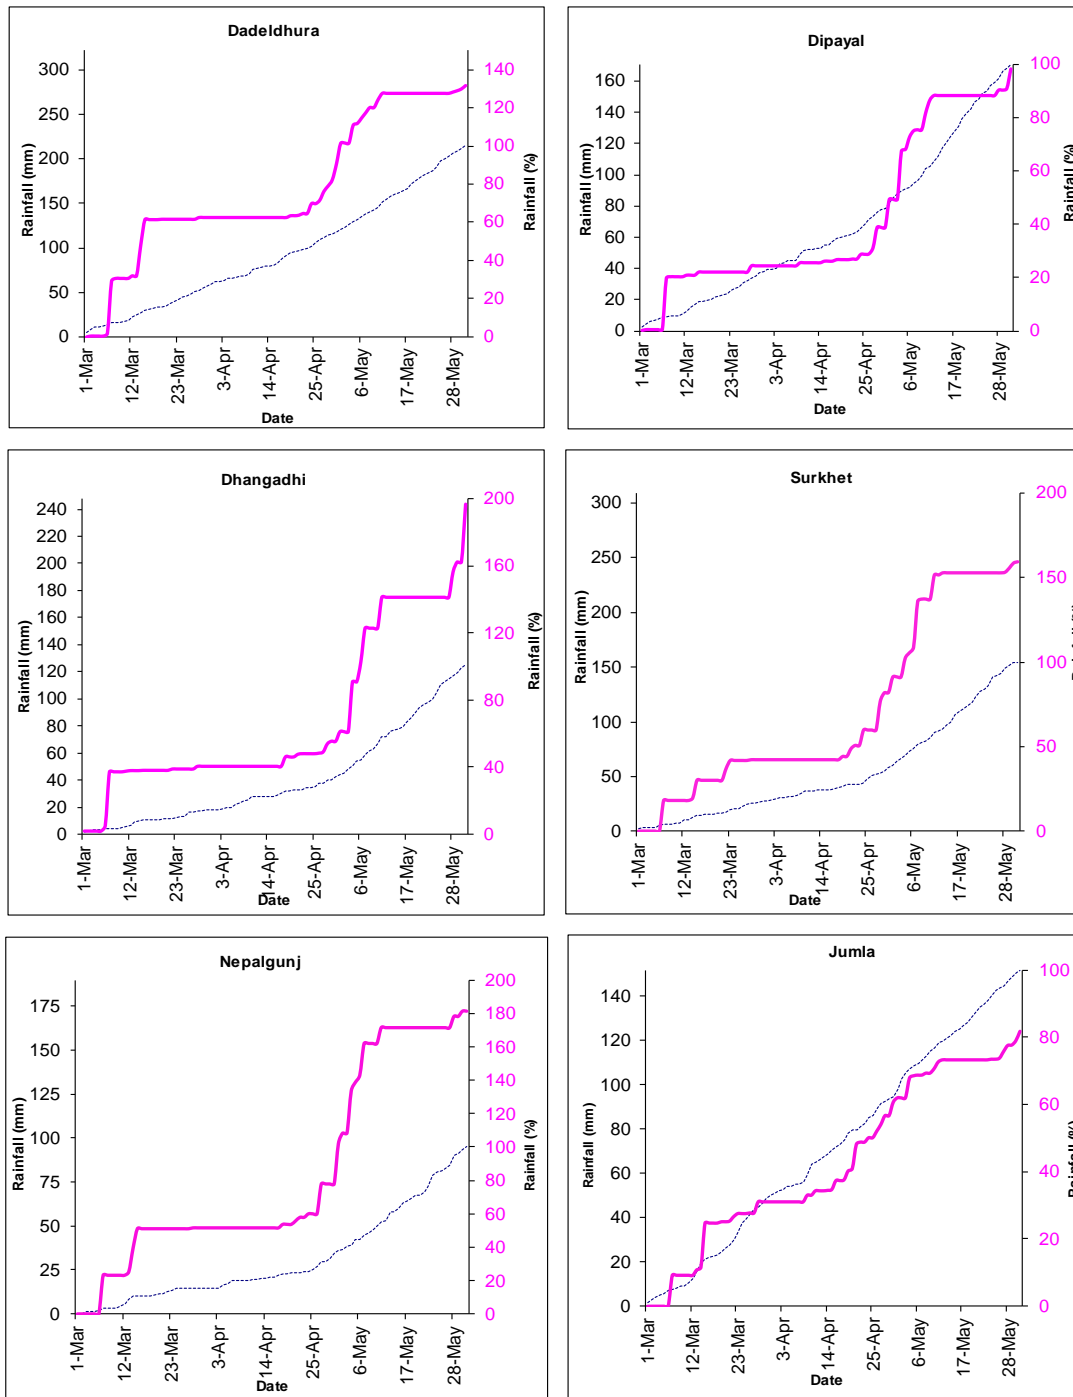 Dadeldhura
300
250
200
150
100
50
0
140
120
100
80
60
40
20
0
Rainfall (mm)
Rainfall (%)
1-Mar
12-Mar
23-Mar
3-Apr
14-Apr
25-Apr
6-May
17-May
28-May
Date
Dipayal
160
140
120
100
80
60
40
20
0
100
80
60
40
20
0
Rainfall (mm)
Rainfall (%)
1-Mar
12-Mar
23-Mar
3-Apr
14-Apr
25-Apr
6-May
17-May
28-May
Date
Dhangadhi
240
220
200
180
160
140
120
100
80
60
40
20
0
200
160
120
80
40
0
Rainfall (mm)
Rainfall (%)
1-Mar
12-Mar
23-Mar
3-Apr
14-Apr
25-Apr
6-May
17-May
28-May
Date
Surkhet
300
250
200
150
100
50
0
200
150
100
50
0
Rainfall (mm)
1-Mar
12-Mar
23-Mar
3-Apr
14-Apr
25-Apr
6-May
17-May
28-May
Date
Nepalgunj
175
150
125
100
75
50
25
0
200
180
160
140
120
100
80
60
40
20
0
Rainfall (mm)
Rainfall (%)
1-Mar
12-Mar
23-Mar
3-Apr
14-Apr
25-Apr
6-May
17-May
28-May
Date
Jumla
140
120
100
80
60
40
20
0
100
80
60
40
20
0
Rainfall (mm)
Rainfall (%)
1-Mar
12-Mar
23-Mar
3-Apr
14-Apr
25-Apr
6-May
17-May
28-May
Date